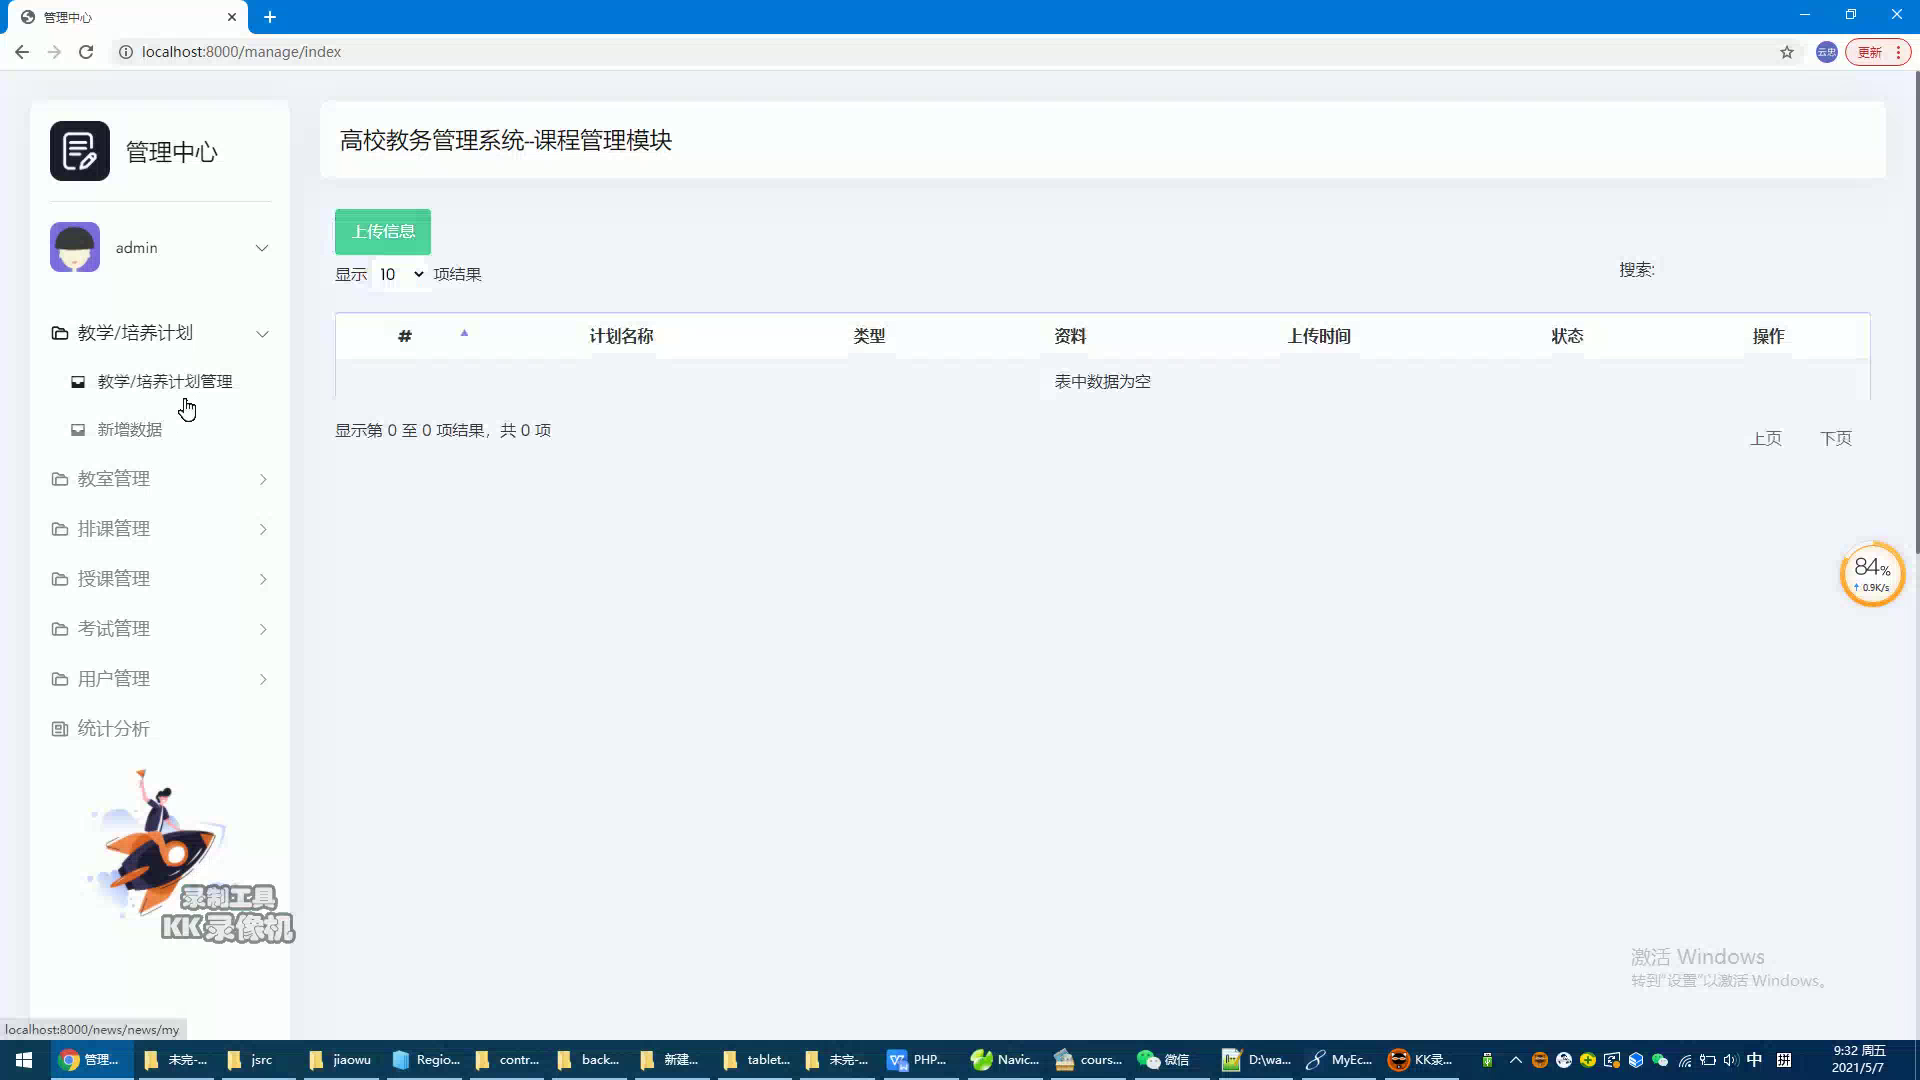 管理中心
localhost:8000/manage/index
云忠
更新
管理中心
高校教务管理系统--课程管理模块
admin
上传信息
显示 10 项结果
搜索:
# 计划名称 类型 资料 上传时间 状态 操作
表中数据为空
显示第 0 至 0 项结果，共 0 项
上页 下页
教学/培养计划
教学/培养计划管理
新增数据
教室管理
排课管理
授课管理
考试管理
用户管理
统计分析
84%
↑ 0.9K/s
录制工具
KK录像机
激活 Windows
转到“设置”以激活 Windows。
localhost:8000/news/news/my
管理... 未完-... jsrc jiaowu Regio... contr... back... 新建... tablet... 未完-... PHP... Navic... cours... 微信 D:\wa... MyEc... KK录... 中 拼
9:32 周五
2021/5/7